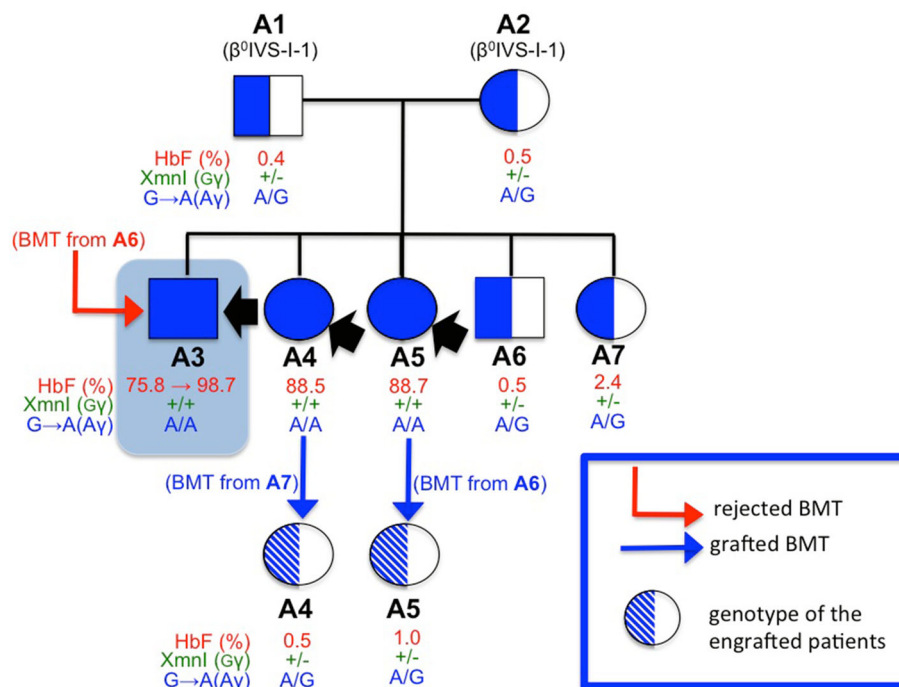 A1 A2
(β⁰IVS-I-1) (β⁰IVS-I-1)
HbF (%) 0.4 0.5
XmnI (Gγ) +/- +/-
G→A(Aγ) A/G A/G
(BMT from A6)
A3 A4 A5 A6 A7
HbF (%) 75.8 → 98.7 88.5 88.7 0.5 2.4
XmnI (Gγ) +/+ +/+ +/+ +/- +/-
G→A(Aγ) A/A A/A A/A A/G A/G
(BMT from A7) (BMT from A6)
rejected BMT
grafted BMT
A4 A5
genotype of the
engrafted patients
HbF (%) 0.5 1.0
XmnI (Gγ) +/- +/-
G→A(Aγ) A/G A/G